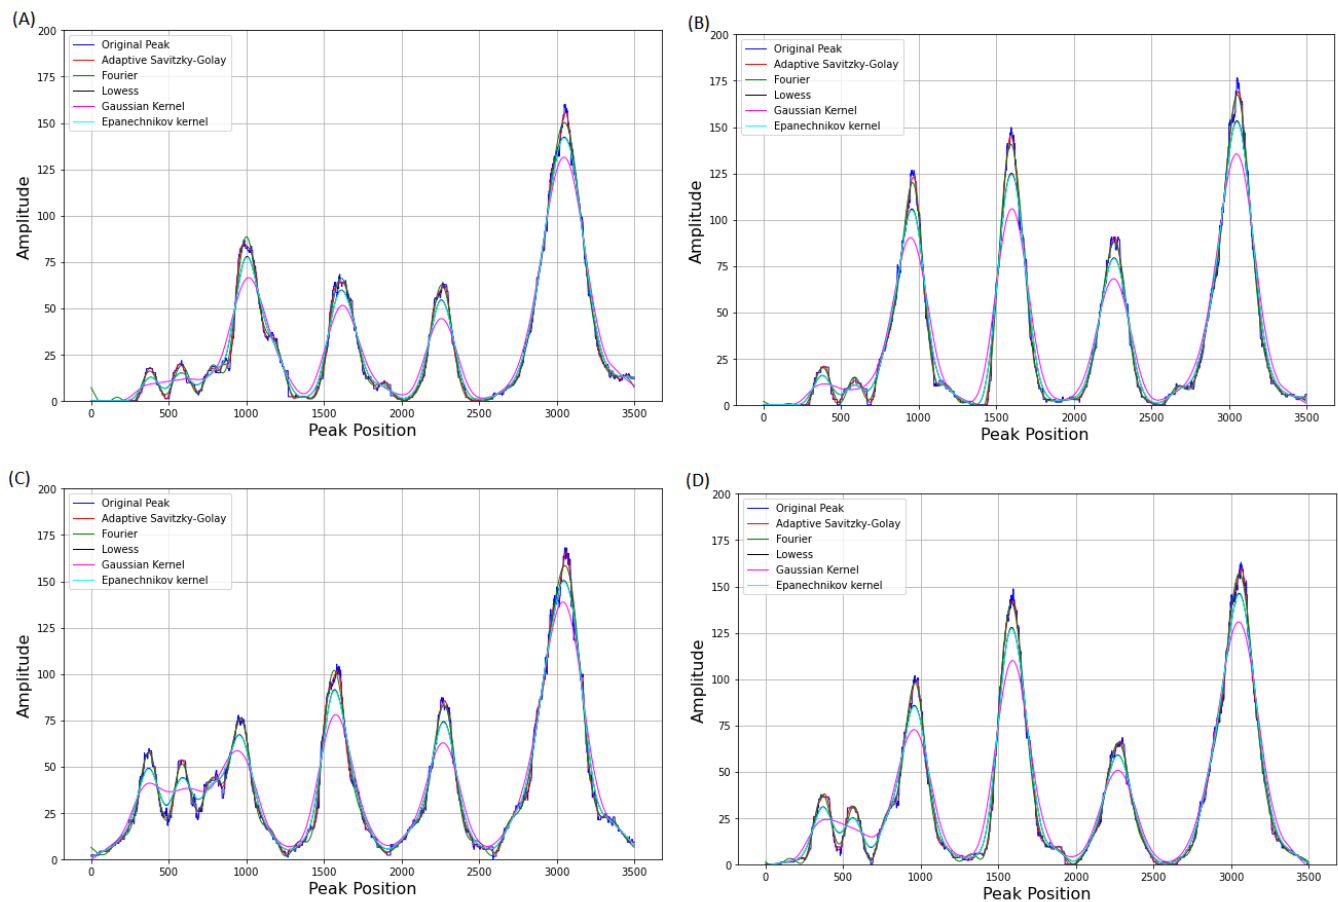 (A)
200
175
150
125
100
75
50
25
0
Amplitude
Original Peak
Adaptive Savitzky-Golay
Fourier
Lowess
Gaussian Kernel
Epanechnikov kernel
0 500 1000 1500 2000 2500 3000 3500
Peak Position
(B)
200
175
150
125
100
75
50
25
0
Amplitude
Original Peak
Adaptive Savitzky-Golay
Fourier
Lowess
Gaussian Kernel
Epanechnikov kernel
0 500 1000 1500 2000 2500 3000 3500
Peak Position
(C)
200
175
150
125
100
75
50
25
0
Amplitude
Original Peak
Adaptive Savitzky-Golay
Fourier
Lowess
Gaussian Kernel
Epanechnikov kernel
0 500 1000 1500 2000 2500 3000 3500
Peak Position
(D)
200
175
150
125
100
75
50
25
0
Amplitude
Original Peak
Adaptive Savitzky-Golay
Fourier
Lowess
Gaussian Kernel
Epanechnikov kernel
0 500 1000 1500 2000 2500 3000 3500
Peak Position